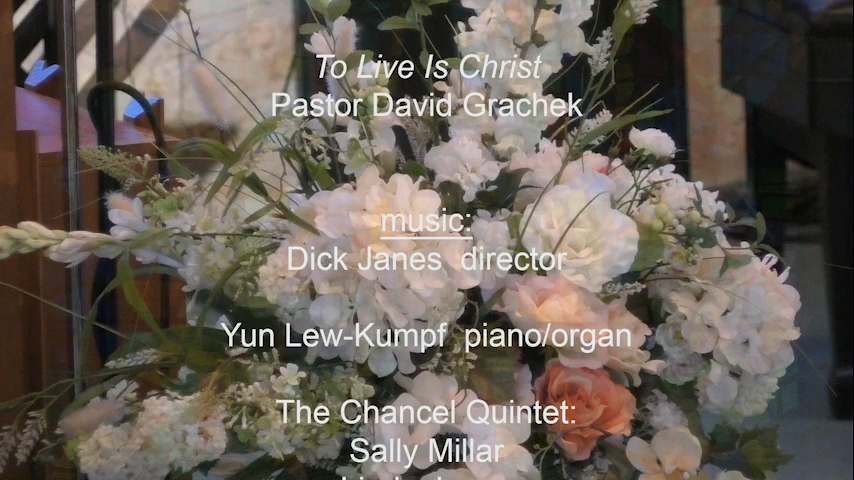 To Live Is Christ
Pastor David Grachek
music:
Dick Janes director
Yun Lew-Kumpf piano/organ
The Chancel Quintet:
Sally Millar